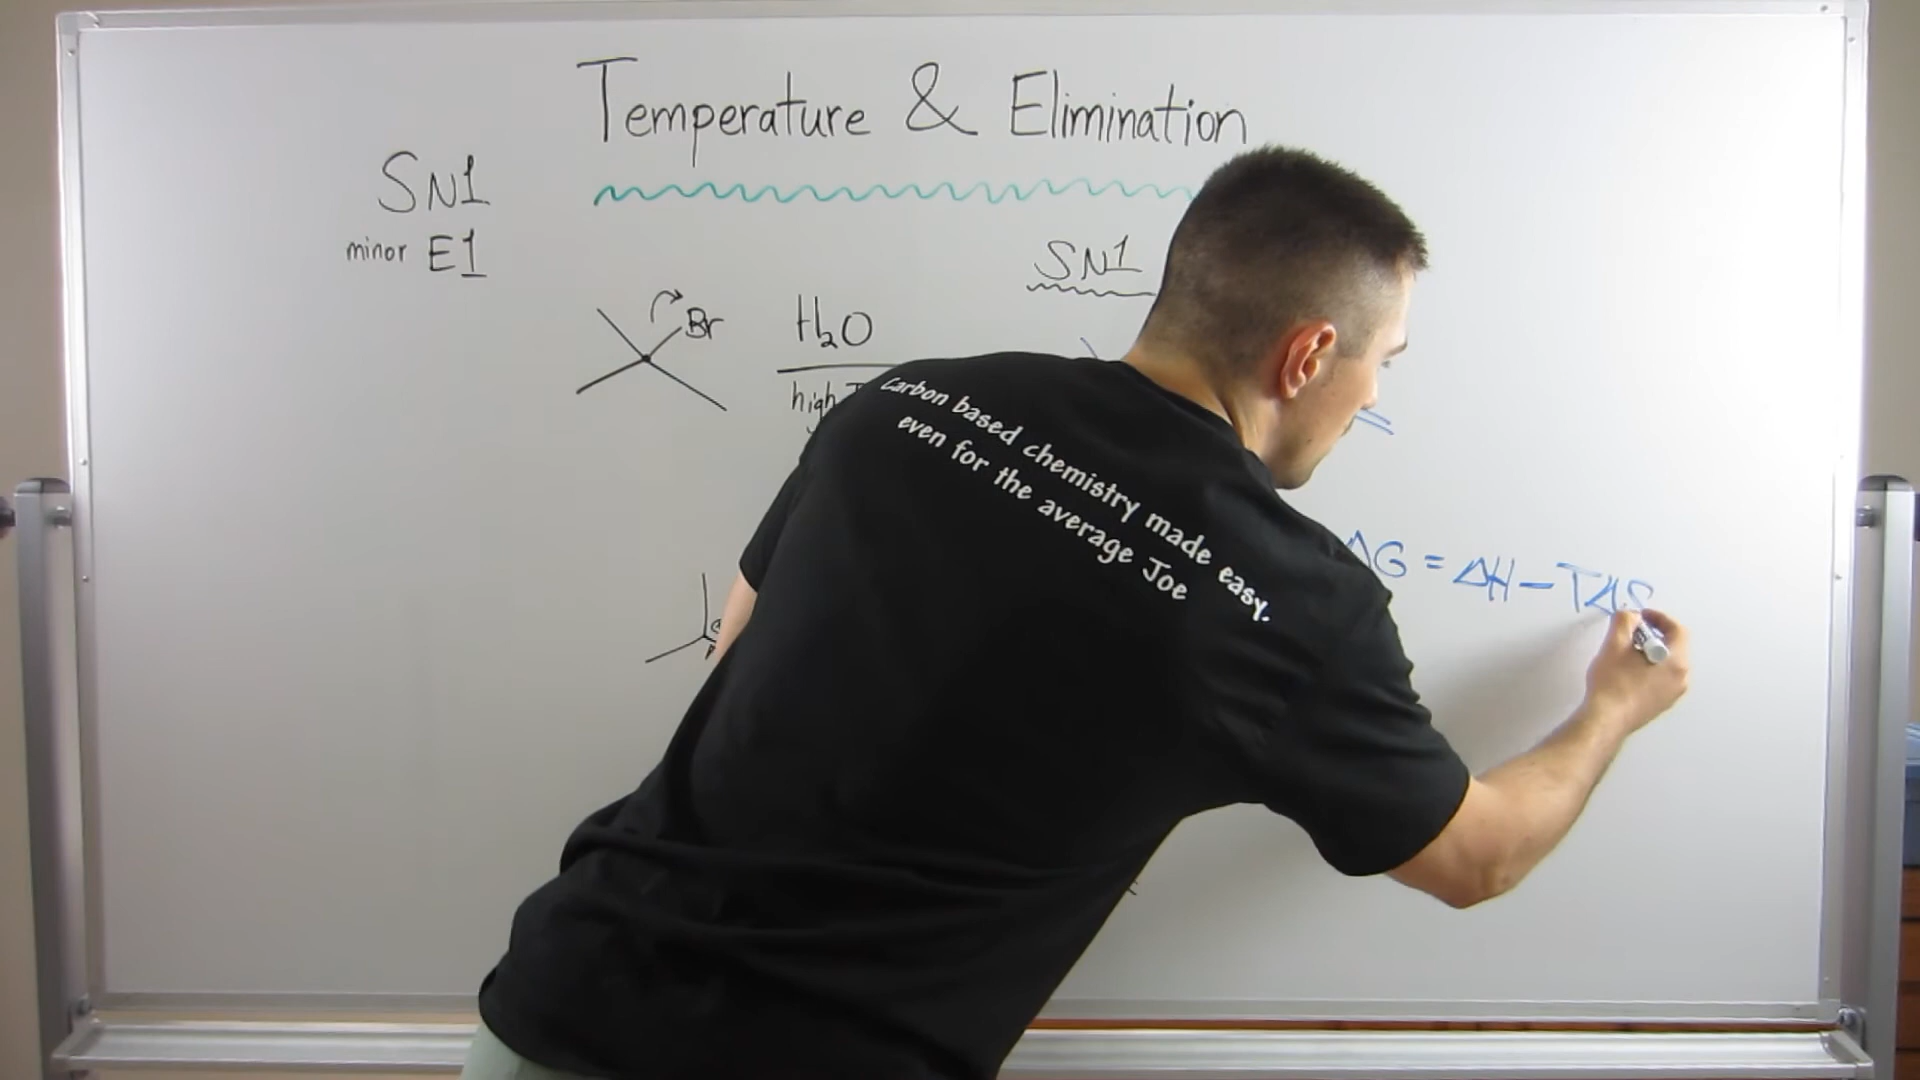 Temperature & Elimination
SN1
minor E1
SN1
Br
H₂O
high T
Carbon based chemistry made easy.
even for the average Joe
ΔG = ΔH - TΔS